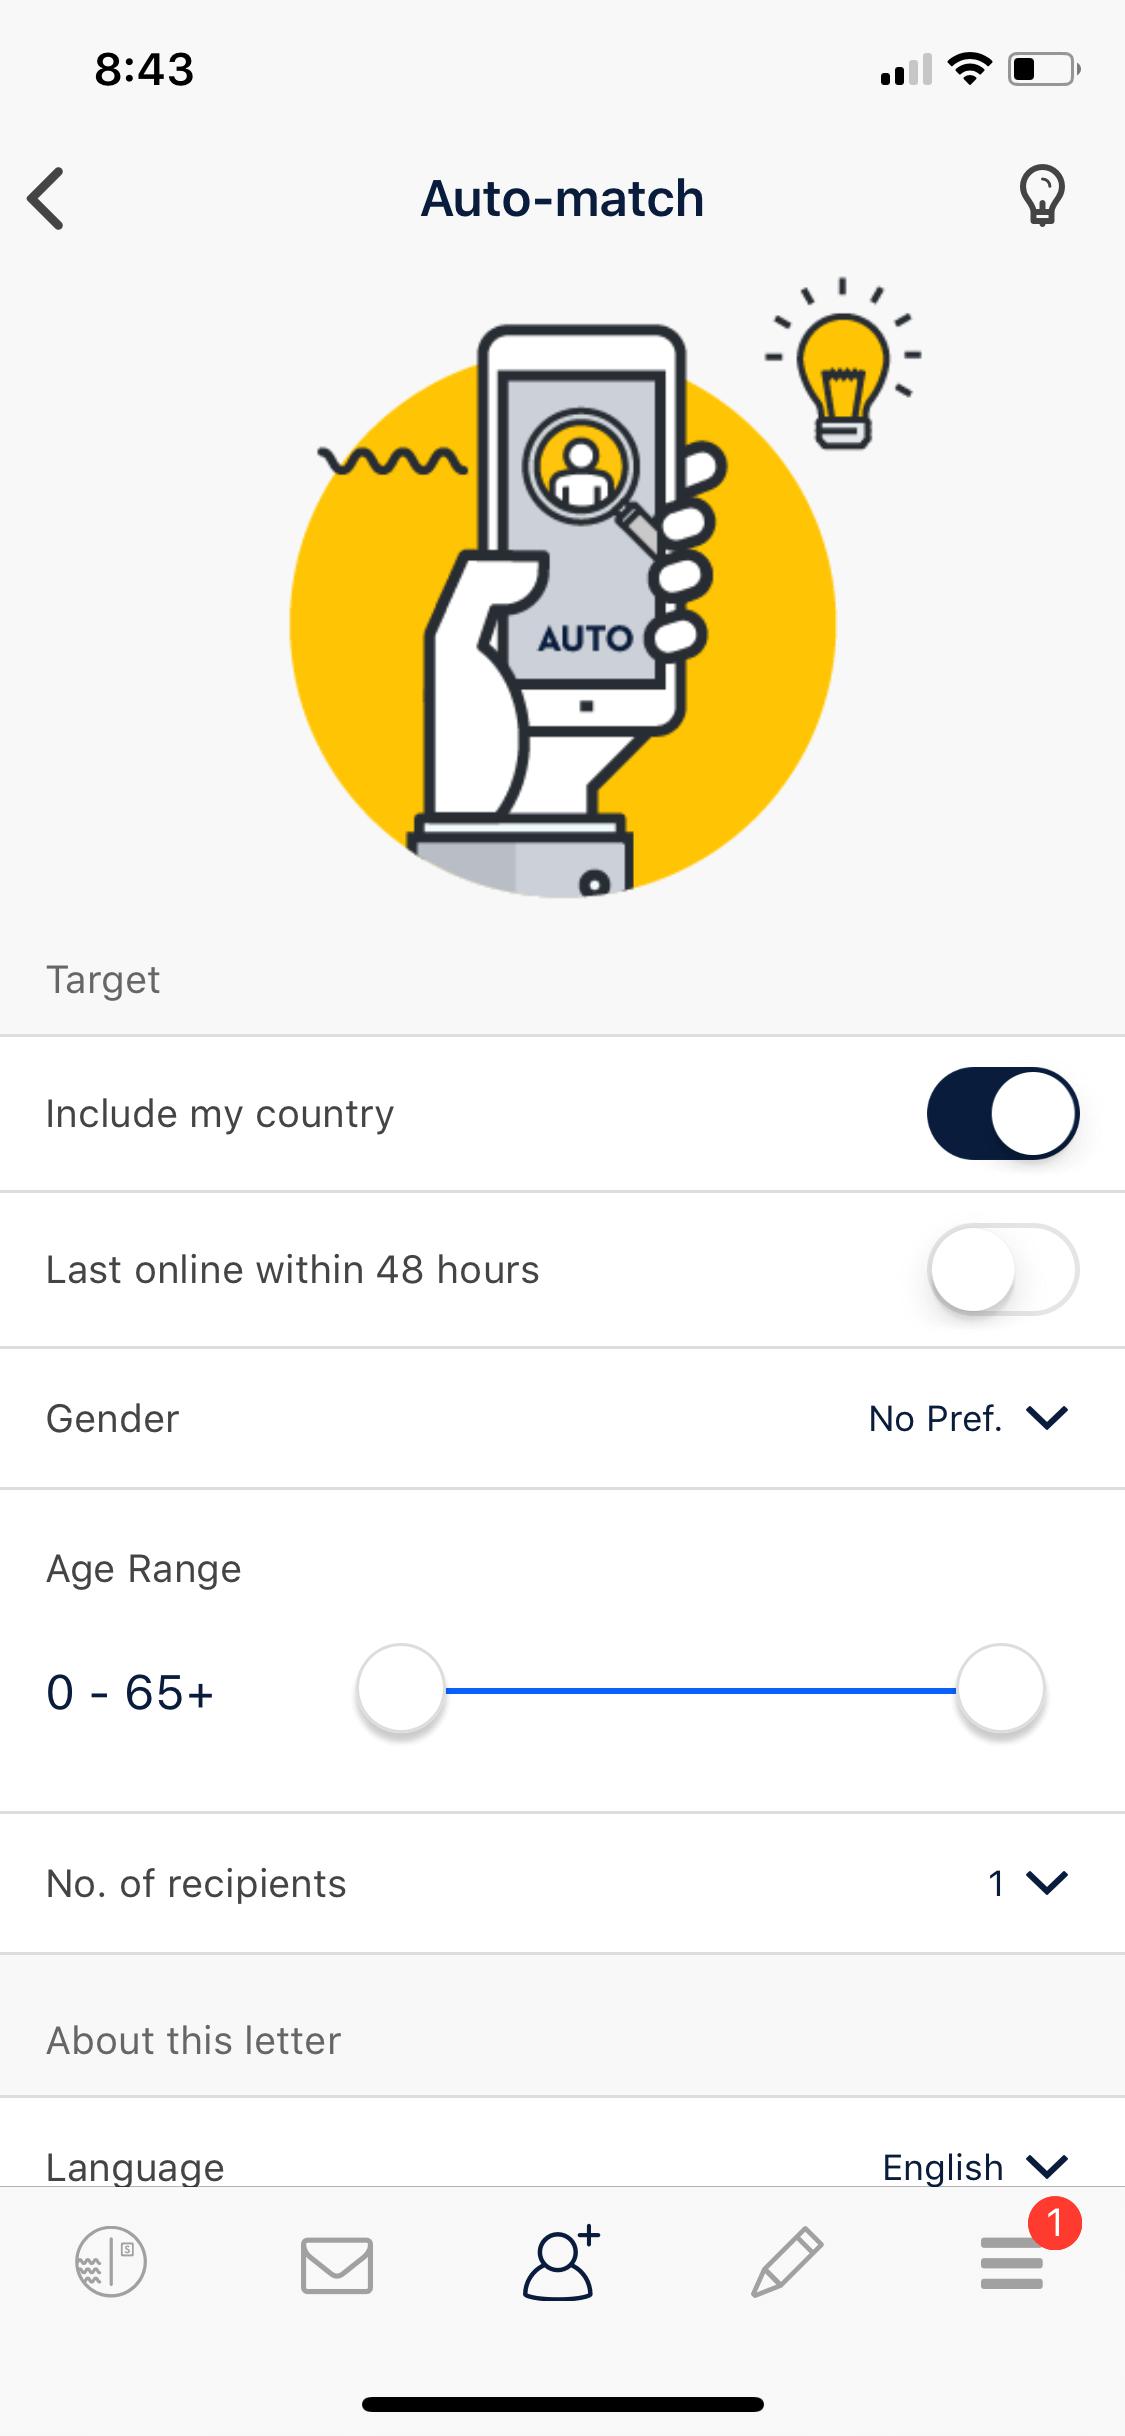 8:43
Auto-match
AUTO
Target
Include my country
Last online within 48 hours
Gender
No Pref.
Age Range
0 - 65+
No. of recipients
1
About this letter
Language
English
S
1